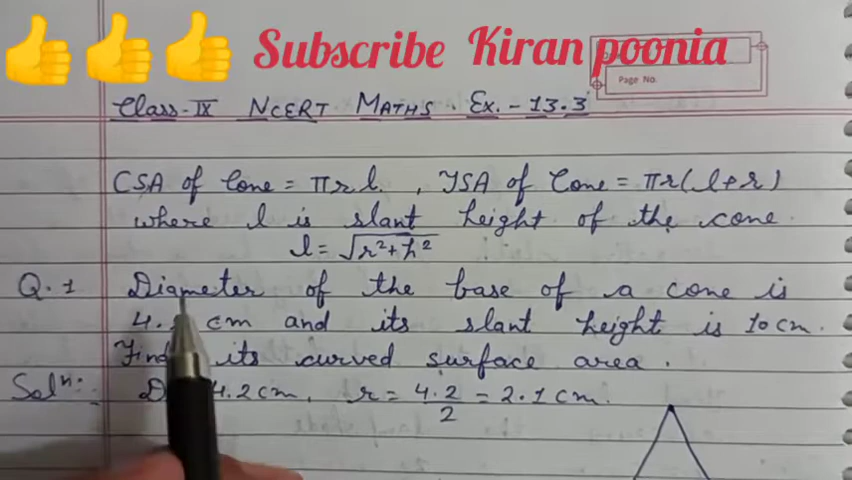 Subscribe Kiran poonia
Page No.
Class-IX NCERT MATHS. Ex.-13.3
CSA of Cone = πrl. , TSA of Cone = πr(l+r)
where l is slant height of the cone.
l = √r²+h²
Q.1 Diameter of the base of a cone is
4. cm and its slant height is 10 cm.
Find its curved surface area.
Solⁿ:- D 4.2 cm, r = 4.2/2 = 2.1 cm.